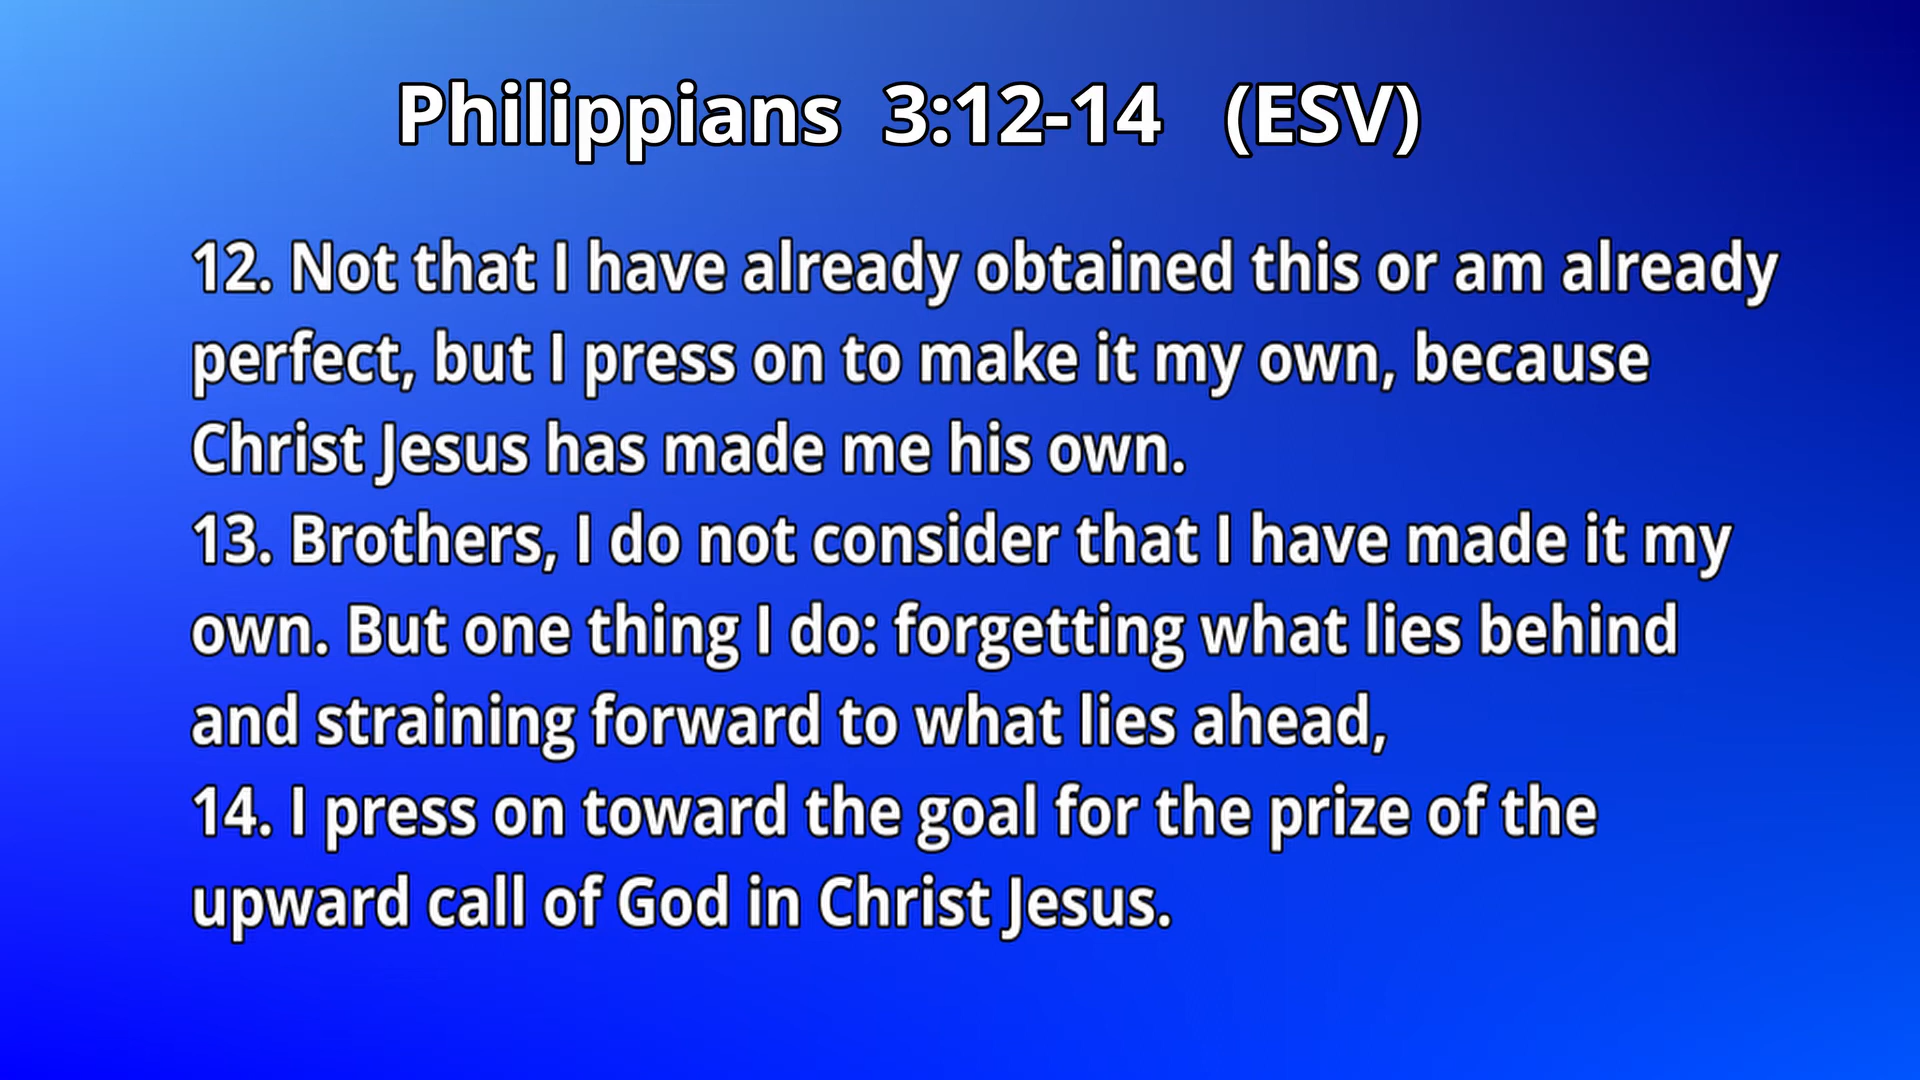 Philippians 3:12-14 (ESV)
12. Not that I have already obtained this or am already
perfect, but I press on to make it my own, because
Christ Jesus has made me his own.
13. Brothers, I do not consider that I have made it my
own. But one thing I do: forgetting what lies behind
and straining forward to what lies ahead,
14. I press on toward the goal for the prize of the
upward call of God in Christ Jesus.